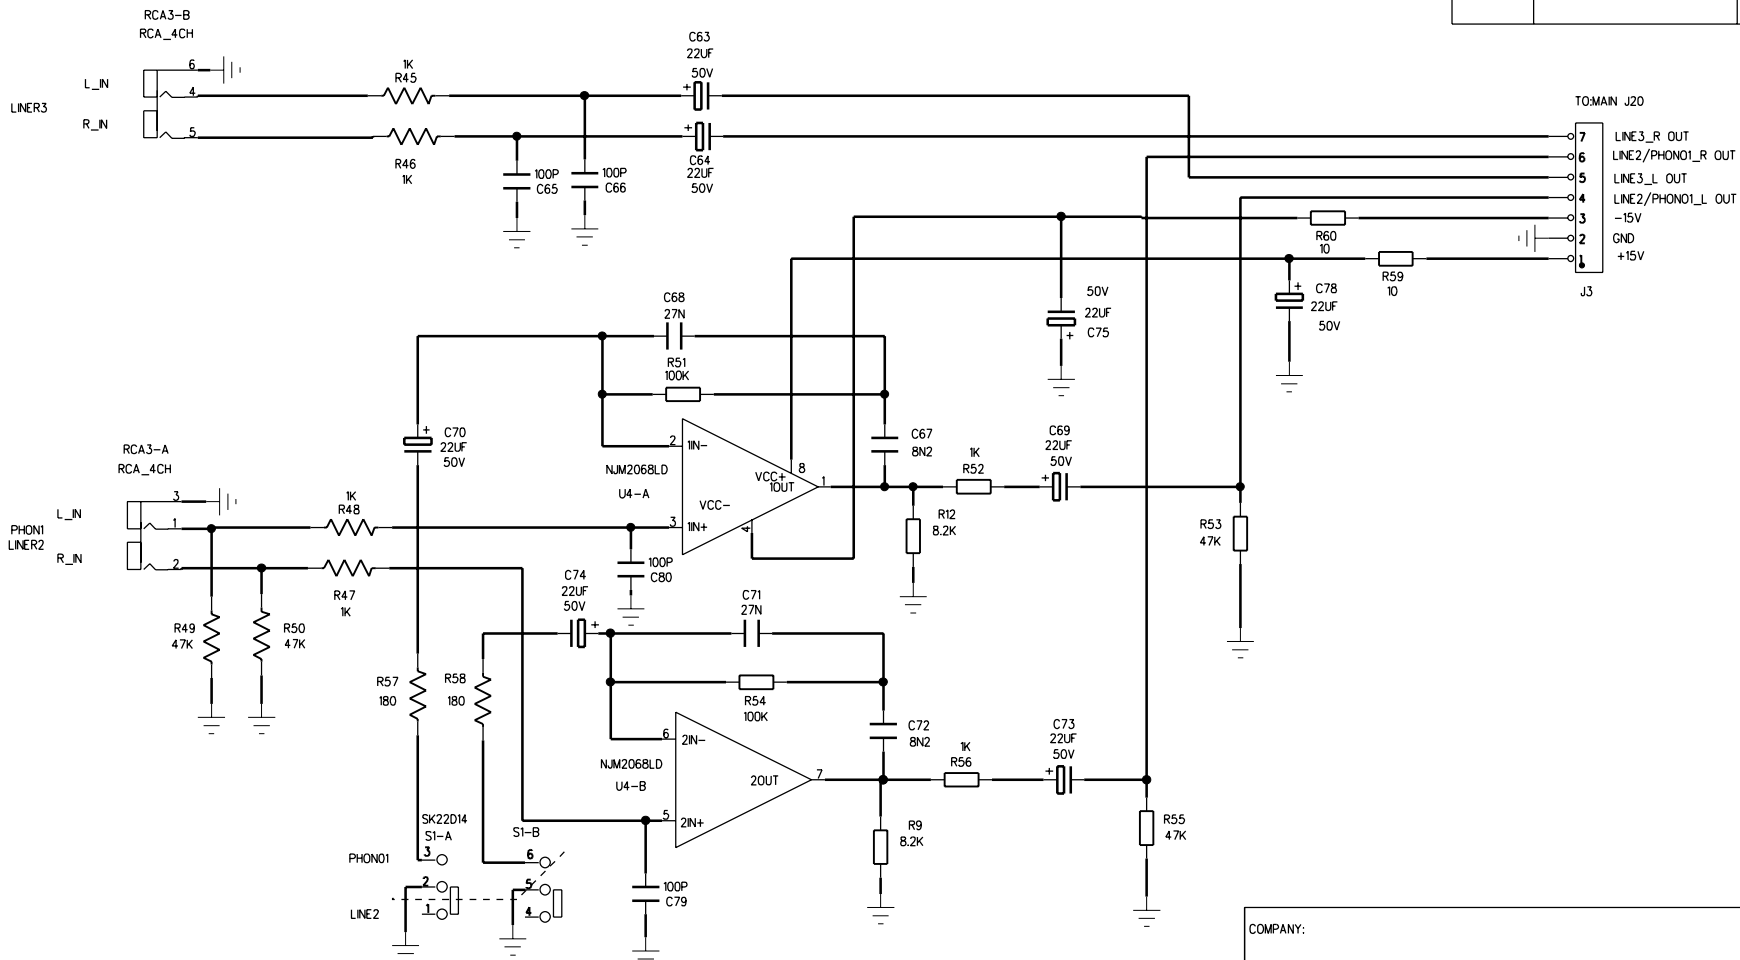 RCA3-B
RCA_4CH
LINER3
L_IN
R_IN
6
4
5
1K
R45
R46
1K
C63
22UF
50V
+
+
C64
22UF
50V
100P
C65
100P
C66
TO:MAIN J20
7 LINE3_R OUT
6 LINE2/PHONO1_R OUT
5 LINE3_L OUT
4 LINE2/PHONO1_L OUT
3 -15V
2 GND
1 +15V
J3
R60
10
R59
10
50V
22UF
C75
+
+
C78
22UF
50V
C68
27N
R51
100K
+
C70
22UF
50V
RCA3-A
RCA_4CH
PHON1
LINER2
L_IN
R_IN
3
1
2
1K
R48
R47
1K
R49
47K
R50
47K
NJM2068LD
U4-A
2 1IN-
3 1IN+
VCC+
8
1OUT
1
VCC-
4
100P
C80
C67
8N2
1K
R52
R12
8.2K
C69
22UF
50V
+
R53
47K
C74
22UF
50V
+
C71
27N
R54
100K
R57
180
R58
180
NJM2068LD
U4-B
6 2IN-
5 2IN+
2OUT
7
C72
8N2
1K
R56
R9
8.2K
C73
22UF
50V
+
R55
47K
100P
C79
SK22D14
S1-A
S1-B
PHONO1
LINE2
3
2
1
6
5
4
COMPANY: